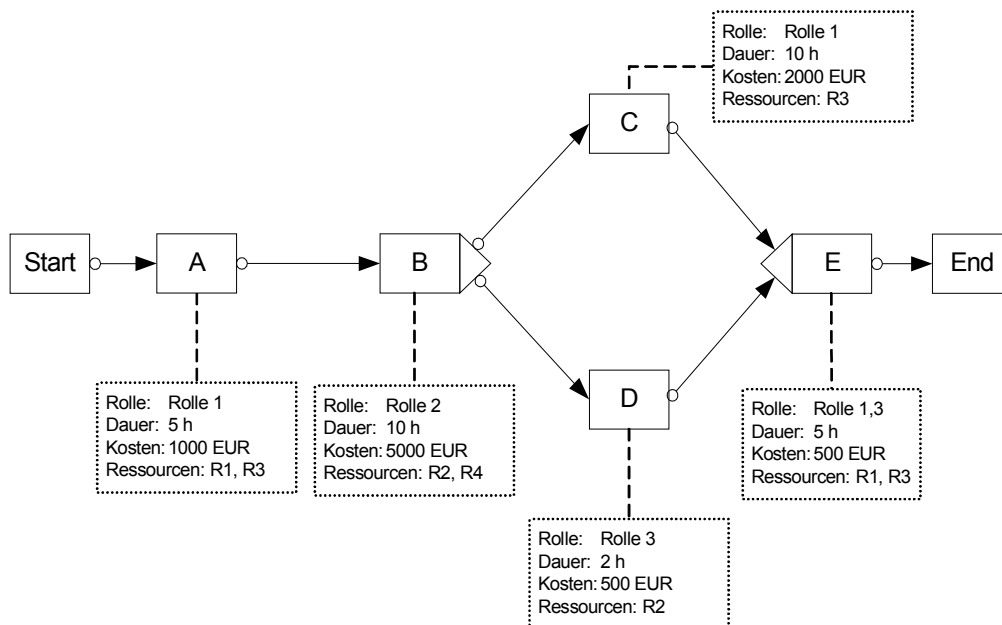 Rolle: Rolle 1
Dauer: 10 h
Kosten: 2000 EUR
Ressourcen: R3
C
Start
A
B
E
End
D
Rolle: Rolle 1
Dauer: 5 h
Kosten: 1000 EUR
Ressourcen: R1, R3
Rolle: Rolle 2
Dauer: 10 h
Kosten: 5000 EUR
Ressourcen: R2, R4
Rolle: Rolle 1,3
Dauer: 5 h
Kosten: 500 EUR
Ressourcen: R1, R3
Rolle: Rolle 3
Dauer: 2 h
Kosten: 500 EUR
Ressourcen: R2